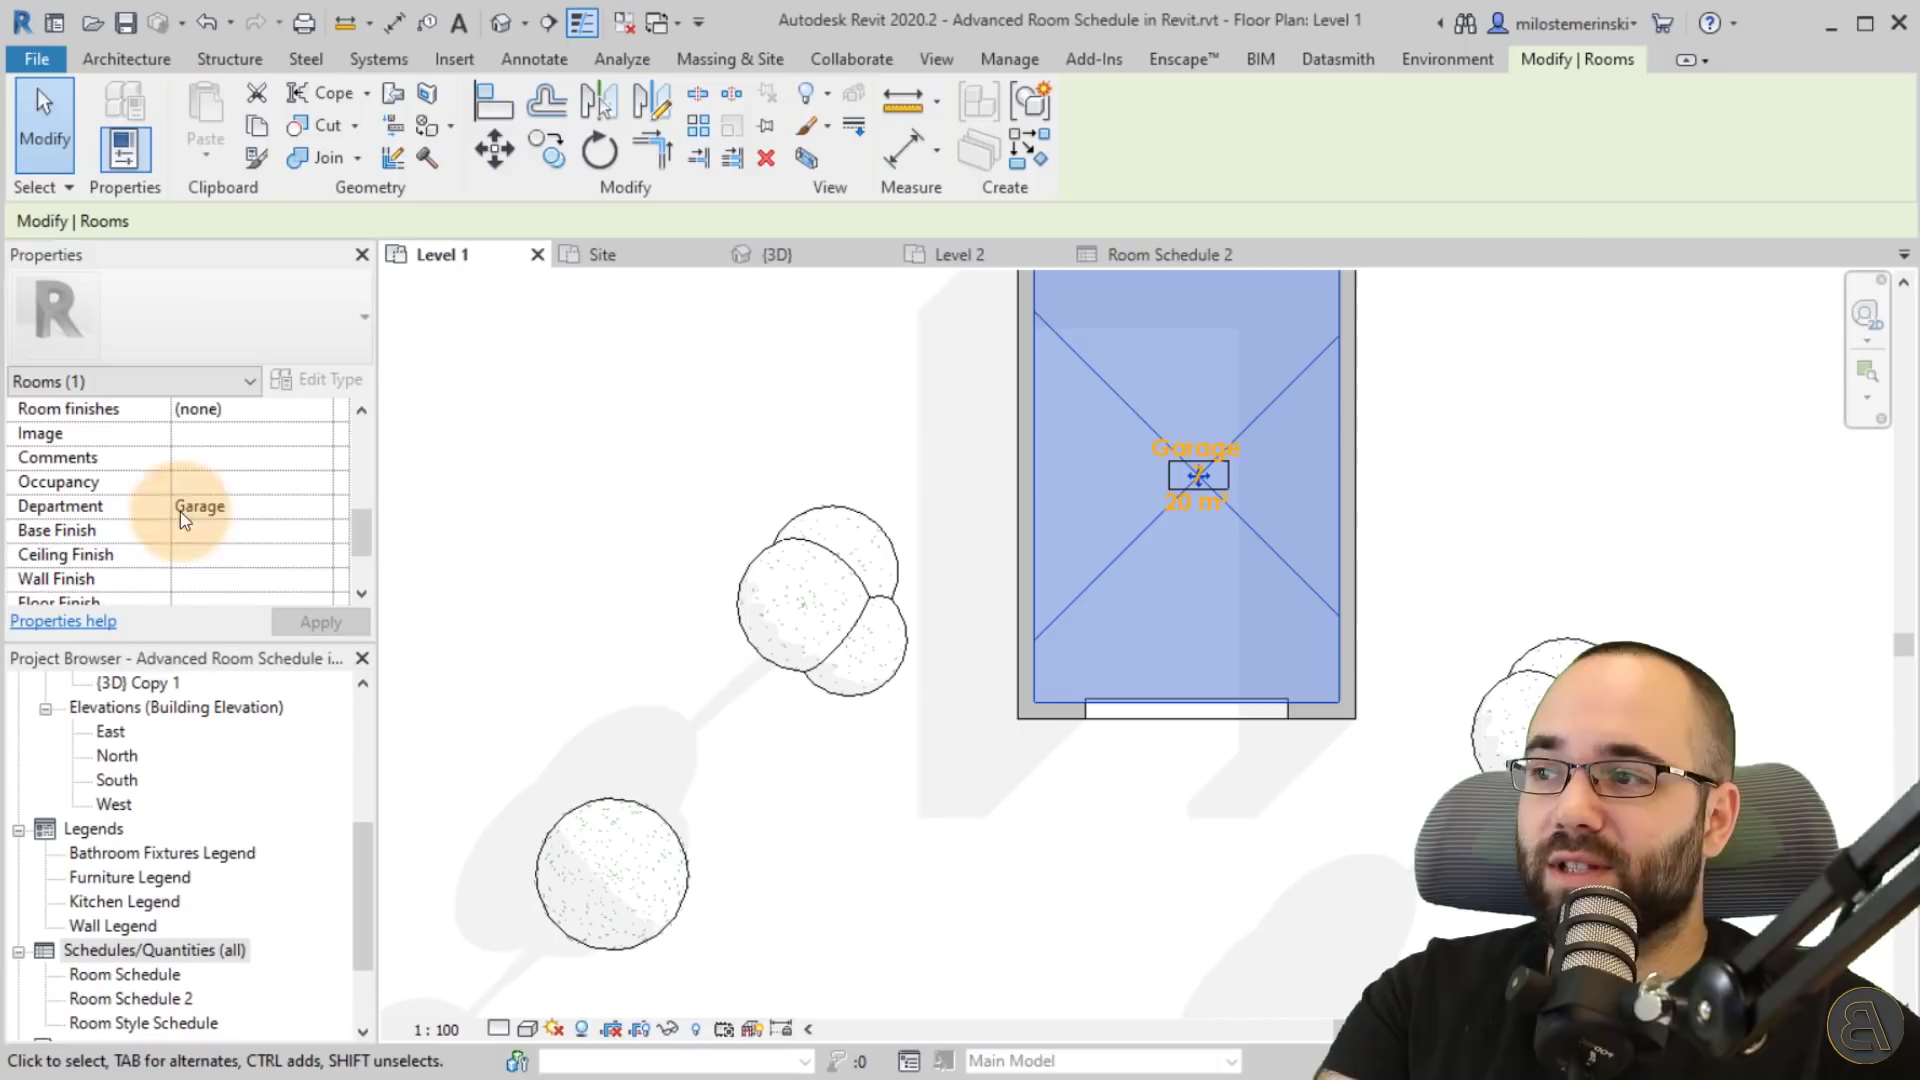 Autodesk Revit 2020.2 - Advanced Room Schedule in Revit.rvt - Floor Plan: Level 1
milostemerinski
File
Architecture
Structure
Steel
Systems
Insert
Annotate
Analyze
Massing & Site
Collaborate
View
Manage
Add-Ins
Enscape™
BIM
Datasmith
Environment
Modify | Rooms
Modify
Paste
Cope
Cut
Join
Select
Properties
Clipboard
Geometry
Modify
View
Measure
Create
Modify | Rooms
Properties
Level 1
Site
{3D}
Level 2
Room Schedule 2
Rooms (1)
Edit Type
Room finishes (none)
Image
Comments
Occupancy
Department Garage
Base Finish
Ceiling Finish
Wall Finish
Floor Finish
Properties help
Apply
Garage
7
20 m²
Project Browser - Advanced Room Schedule i...
{3D} Copy 1
Elevations (Building Elevation)
East
North
South
West
Legends
Bathroom Fixtures Legend
Furniture Legend
Kitchen Legend
Wall Legend
Schedules/Quantities (all)
Room Schedule
Room Schedule 2
Room Style Schedule
1 : 100
Click to select, TAB for alternates, CTRL adds, SHIFT unselects.
:0
Main Model
2D